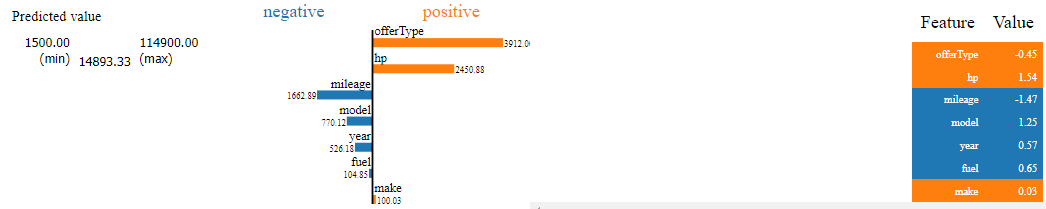 Predicted value
1500.00 114900.00
(min) 14893.33 (max)
negative positive
offerType
3912.00
hp
2450.88
mileage
1662.89
model
770.12
year
526.18
fuel
104.85
make
100.03
Feature Value
offerType -0.45
hp 1.54
mileage -1.47
model 1.25
year 0.57
fuel 0.65
make 0.03